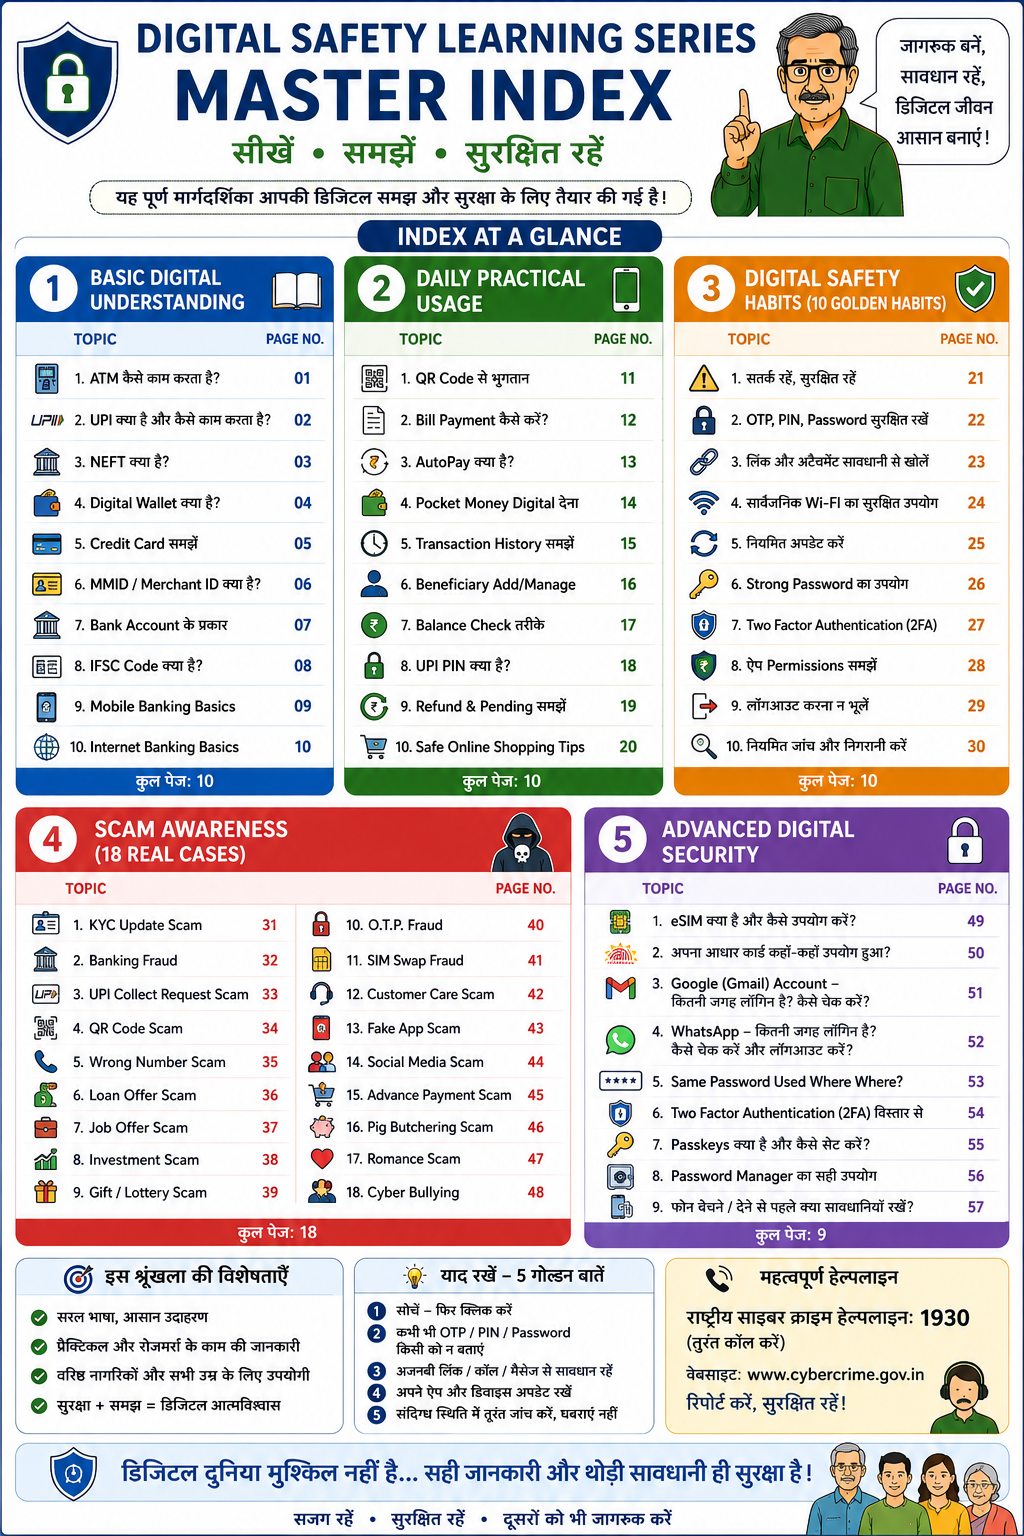 DIGITAL SAFETY LEARNING SERIES
MASTER INDEX
सीखें • समझें • सुरक्षित रहें
यह पूर्ण मार्गदर्शिका आपकी डिजिटल समझ और सुरक्षा के लिए तैयार की गई है!
जागरुक बनें,
सावधान रहें,
डिजिटल जीवन
आसान बनाएं!
INDEX AT A GLANCE
1 BASIC DIGITAL
UNDERSTANDING
TOPIC PAGE NO.
1. ATM कैसे काम करता है? 01
UPI 2. UPI क्या है और कैसे काम करता है? 02
3. NEFT क्या है? 03
4. Digital Wallet क्या है? 04
5. Credit Card समझें 05
6. MMID / Merchant ID क्या है? 06
7. Bank Account के प्रकार 07
8. IFSC Code क्या है? 08
9. Mobile Banking Basics 09
10. Internet Banking Basics 10
कुल पेज: 10
2 DAILY PRACTICAL
USAGE
TOPIC PAGE NO.
1. QR Code से भुगतान 11
2. Bill Payment कैसे करें? 12
3. AutoPay क्या है? 13
4. Pocket Money Digital देना 14
5. Transaction History समझें 15
6. Beneficiary Add/Manage 16
7. Balance Check तरीके 17
8. UPI PIN क्या है? 18
9. Refund & Pending समझें 19
10. Safe Online Shopping Tips 20
कुल पेज: 10
3 DIGITAL SAFETY
HABITS (10 GOLDEN HABITS)
TOPIC PAGE NO.
1. सतर्क रहें, सुरक्षित रहें 21
2. OTP, PIN, Password सुरक्षित रखें 22
3. लिंक और अटैचमेंट सावधानी से खोलें 23
4. सार्वजनिक Wi-FI का सुरक्षित उपयोग 24
5. नियमित अपडेट करें 25
6. Strong Password का उपयोग 26
7. Two Factor Authentication (2FA) 27
8. ऐप Permissions समझें 28
9. लॉगआउट करना न भूलें 29
10. नियमित जांच और निगरानी करें 30
कुल पेज: 10
4 SCAM AWARENESS
(18 REAL CASES)
TOPIC PAGE NO.
1. KYC Update Scam 31
2. Banking Fraud 32
UPI 3. UPI Collect Request Scam 33
4. QR Code Scam 34
5. Wrong Number Scam 35
6. Loan Offer Scam 36
7. Job Offer Scam 37
8. Investment Scam 38
9. Gift / Lottery Scam 39
10. O.T.P. Fraud 40
11. SIM Swap Fraud 41
12. Customer Care Scam 42
13. Fake App Scam 43
14. Social Media Scam 44
15. Advance Payment Scam 45
16. Pig Butchering Scam 46
17. Romance Scam 47
18. Cyber Bullying 48
कुल पेज: 18
5 ADVANCED DIGITAL
SECURITY
TOPIC PAGE NO.
1. eSIM क्या है और कैसे उपयोग करें? 49
2. अपना आधार कार्ड कहाँ-कहाँ उपयोग हुआ? 50
3. Google (Gmail) Account –
कितनी जगह लॉगिन है? कैसे चेक करें? 51
4. WhatsApp – कितनी जगह लॉगिन है?
कैसे चेक करें और लॉगआउट करें? 52
**** 5. Same Password Used Where Where? 53
6. Two Factor Authentication (2FA) विस्तार से 54
7. Passkeys क्या है और कैसे सेट करें? 55
8. Password Manager का सही उपयोग 56
9. फोन बेचने / देने से पहले क्या सावधानियां रखें? 57
कुल पेज: 9
इस श्रृंखला की विशेषताएँ
सरल भाषा, आसान उदाहरण
प्रैक्टिकल और रोजमर्रा के काम की जानकारी
वरिष्ठ नागरिकों और सभी उम्र के लिए उपयोगी
सुरक्षा + समझ = डिजिटल आत्मविश्वास
याद रखें – 5 गोल्डन बातें
1 सोचें – फिर क्लिक करें
2 कभी भी OTP / PIN / Password
किसी को न बताएं
3 अजनबी लिंक / कॉल / मैसेज से सावधान रहें
4 अपने ऐप और डिवाइस अपडेट रखें
5 संदिग्ध स्थिति में तुरंत जांच करें, घबराएं नहीं
महत्वपूर्ण हेल्पलाइन
राष्ट्रीय साइबर क्राइम हेल्पलाइन: 1930
(तुरंत कॉल करें)
वेबसाइट: www.cybercrime.gov.in
रिपोर्ट करें, सुरक्षित रहें!
डिजिटल दुनिया मुश्किल नहीं है... सही जानकारी और थोड़ी सावधानी ही सुरक्षा है!
सजग रहें • सुरक्षित रहें • दूसरों को भी जागरुक करें